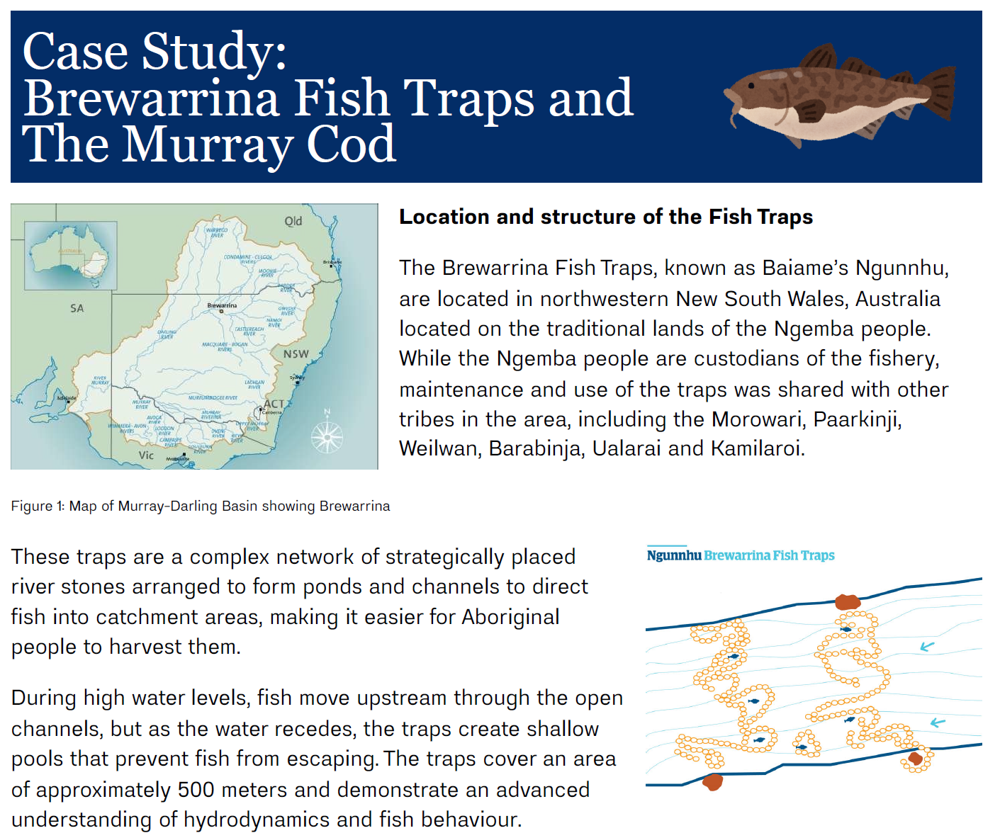 Case Study:
Brewarrina Fish Traps and
The Murray Cod
Qld
WARREGO
RIVER
CONDAMINE - CULGOA
RIVERS
MOONIE
RIVER
Brisbane
AUSTRALIA
BORDER
RIVER
SA
Brewarrina
GWYDIR
RIVER
NAMOI
RIVER
CASTLEREAGH
RIVER
DARLING
RIVER
MACQUARIE - BOGAN
RIVERS
NSW
RIVER
MURRAY
LACHLAN
RIVER
Sydney
Adelaide
MURRAY
RIVER
MURRUMBIDGEE RIVER
ACT
Canberra
MURRAY
RIVERINA
AVOCA
RIVER
WIMMERA - AVON
RIVERS
LODDON
RIVER
UPPER MURRAY
RIVER
OVENS
RIVER
KIEWA
RIVER
CAMPASPE
RIVER
GOULBURN
RIVER
Vic
Melbourne
N
Location and structure of the Fish Traps
The Brewarrina Fish Traps, known as Baiame’s Ngunnhu,
are located in northwestern New South Wales, Australia
located on the traditional lands of the Ngemba people.
While the Ngemba people are custodians of the fishery,
maintenance and use of the traps was shared with other
tribes in the area, including the Morowari, Paarkinji,
Weilwan, Barabinja, Ualarai and Kamilaroi.
Figure 1: Map of Murray-Darling Basin showing Brewarrina
These traps are a complex network of strategically placed
river stones arranged to form ponds and channels to direct
fish into catchment areas, making it easier for Aboriginal
people to harvest them.
During high water levels, fish move upstream through the open
channels, but as the water recedes, the traps create shallow
pools that prevent fish from escaping. The traps cover an area
of approximately 500 meters and demonstrate an advanced
understanding of hydrodynamics and fish behaviour.
Ngunnhu Brewarrina Fish Traps